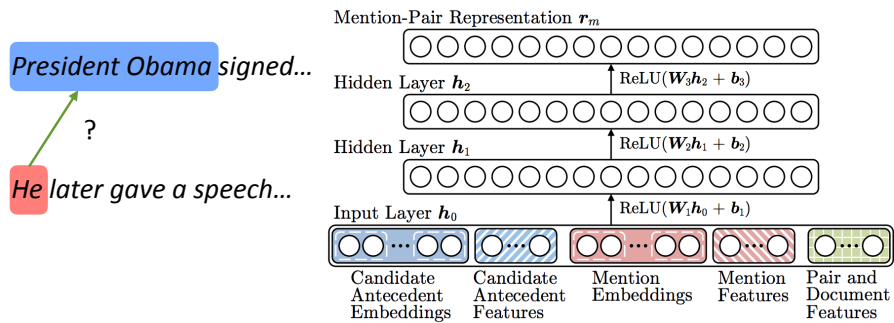 President Obama signed…
?
He later gave a speech…
Mention-Pair Representation r_m
ReLU(W_3h_2 + b_3)
Hidden Layer h_2
ReLU(W_2h_1 + b_2)
Hidden Layer h_1
ReLU(W_1h_0 + b_1)
Input Layer h_0
Candidate
Antecedent
Embeddings
Candidate
Antecedent
Features
Mention
Embeddings
Mention
Features
Pair and
Document
Features